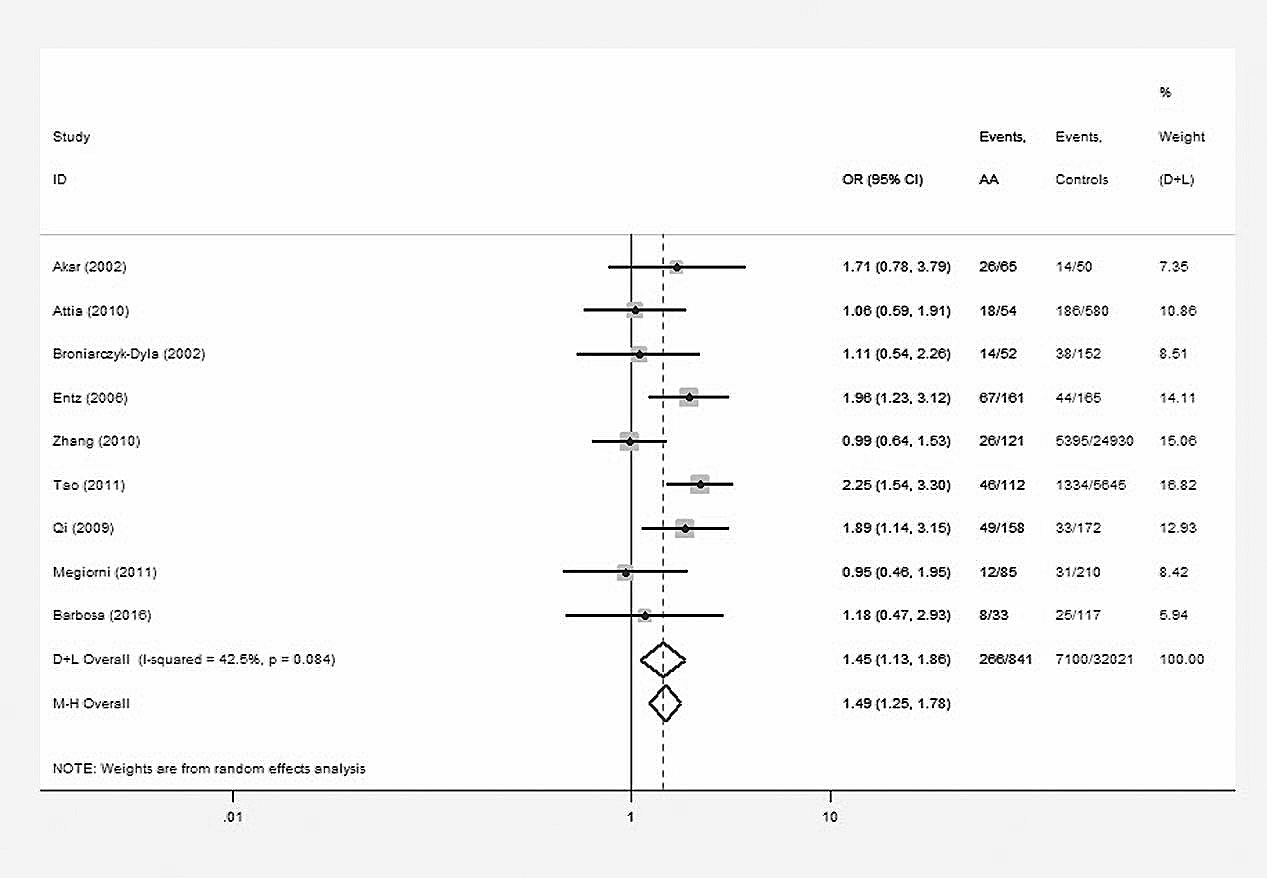 %
Study Events, Events, Weight
ID OR (95% CI) AA Controls (D+L)
Akar (2002) 1.71 (0.78, 3.79) 26/65 14/50 7.35
Attia (2010) 1.06 (0.59, 1.91) 18/54 186/580 10.86
Broniarczyk-Dyla (2002) 1.11 (0.54, 2.26) 14/52 38/152 8.51
Entz (2006) 1.96 (1.23, 3.12) 67/161 44/165 14.11
Zhang (2010) 0.99 (0.64, 1.53) 26/121 5395/24930 15.06
Tao (2011) 2.25 (1.54, 3.30) 46/112 1334/5645 16.82
Qi (2009) 1.89 (1.14, 3.15) 49/158 33/172 12.93
Megiorni (2011) 0.95 (0.46, 1.95) 12/85 31/210 8.42
Barbosa (2016) 1.18 (0.47, 2.93) 8/33 25/117 5.94
D+L Overall (I-squared = 42.5%, p = 0.084) 1.45 (1.13, 1.86) 266/841 7100/32021 100.00
M-H Overall 1.49 (1.25, 1.78)
NOTE: Weights are from random effects analysis
.01 1 10